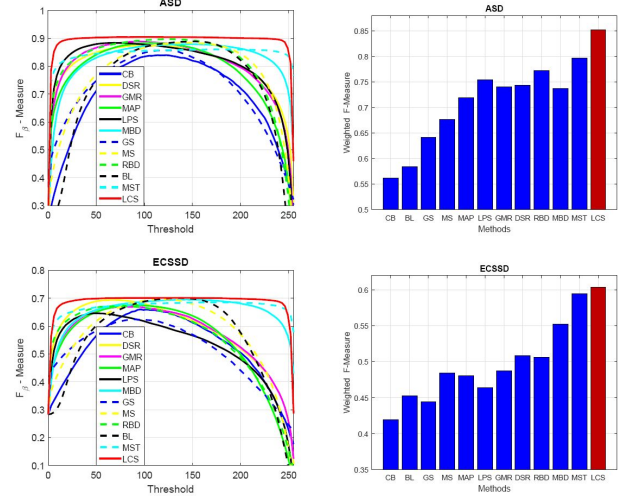 ASD
F β - Measure
1
0.9
0.8
0.7
0.6
0.5
0.4
0.3
CB
DSR
GMR
MAP
LPS
MBD
GS
MS
RBD
BL
MST
LCS
0 50 100 150 200 250
Threshold
ASD
Weighted F-Measure
0.85
0.8
0.75
0.7
0.65
0.6
0.55
0.5
CB BL GS MS MAP LPS GMR DSR RBD MBD MST LCS
Methods
ECSSD
F β - Measure
0.8
0.7
0.6
0.5
0.4
0.3
0.2
0.1
CB
DSR
GMR
MAP
LPS
MBD
GS
MS
RBD
BL
MST
LCS
0 50 100 150 200 250
Threshold
ECSSD
Weighted F-Measure
0.6
0.55
0.5
0.45
0.4
0.35
CB BL GS MS MAP LPS GMR DSR RBD MBD MST LCS
Methods